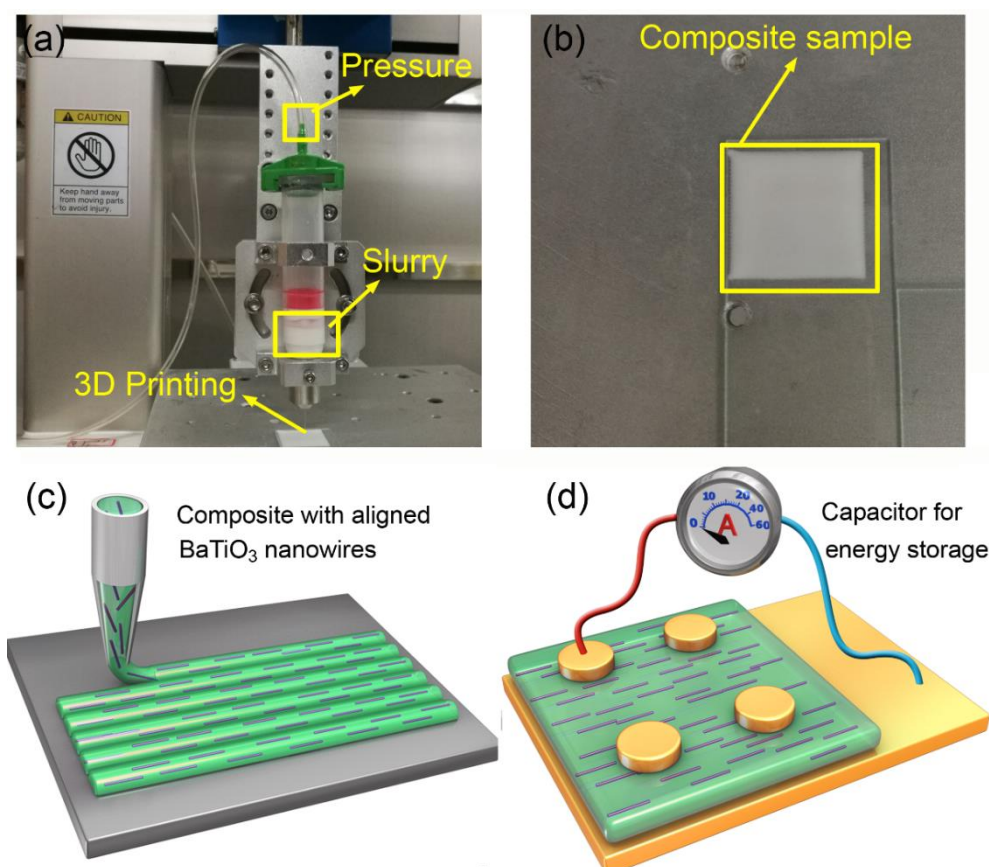 (a)
Pressure
CAUTION
Keep hand away
from moving parts
to avoid injury.
Slurry
3D Printing
(b)
Composite sample
(c)
Composite with aligned
BaTiO₃ nanowires
(d)
0 10 20 40 60
A
Capacitor for
energy storage